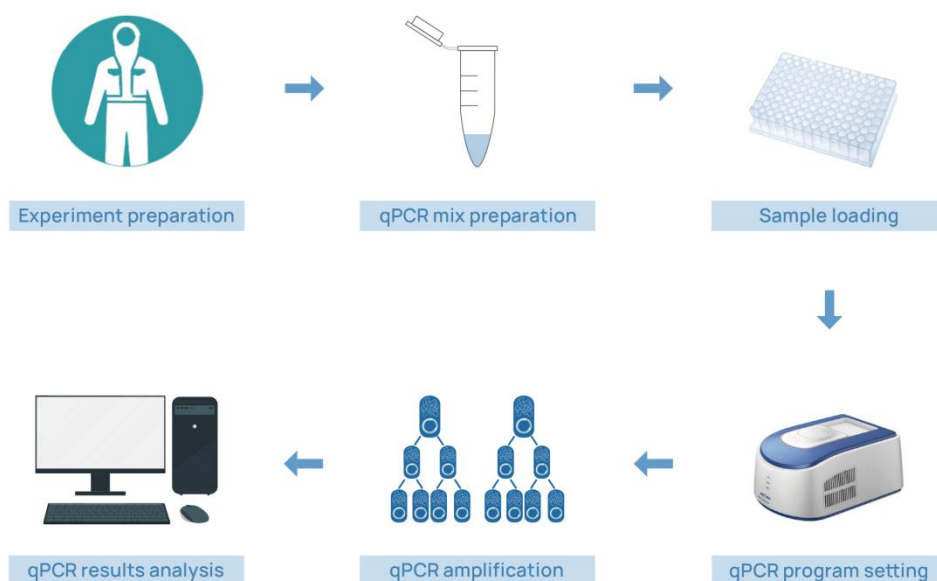 Experiment preparation
qPCR mix preparation
Sample loading
qPCR program setting
qPCR amplification
qPCR results analysis